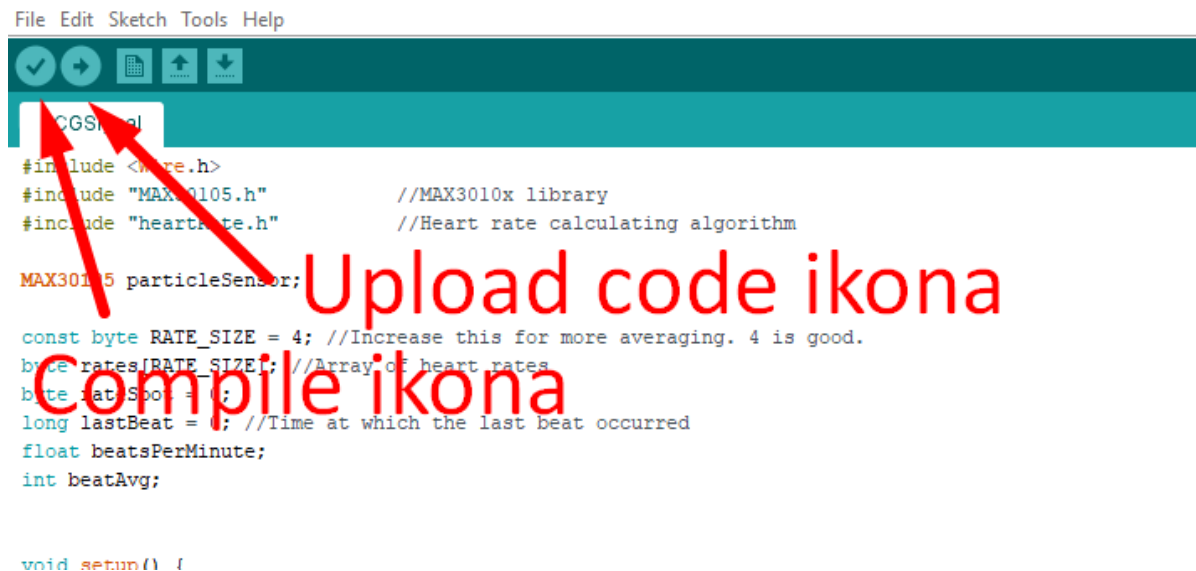 File Edit Sketch Tools Help
#include <Wire.h>
#include "MAX30105.h" //MAX3010x library
#include "heartRate.h" //Heart rate calculating algorithm
MAX30105 particleSensor;
Upload code ikona
const byte RATE_SIZE = 4; //Increase this for more averaging. 4 is good.
byte rates[RATE_SIZE]; //Array of heart rates
Compile ikona
byte rateSpot = 0;
long lastBeat = 0; //Time at which the last beat occurred
float beatsPerMinute;
int beatAvg;
void setup() {